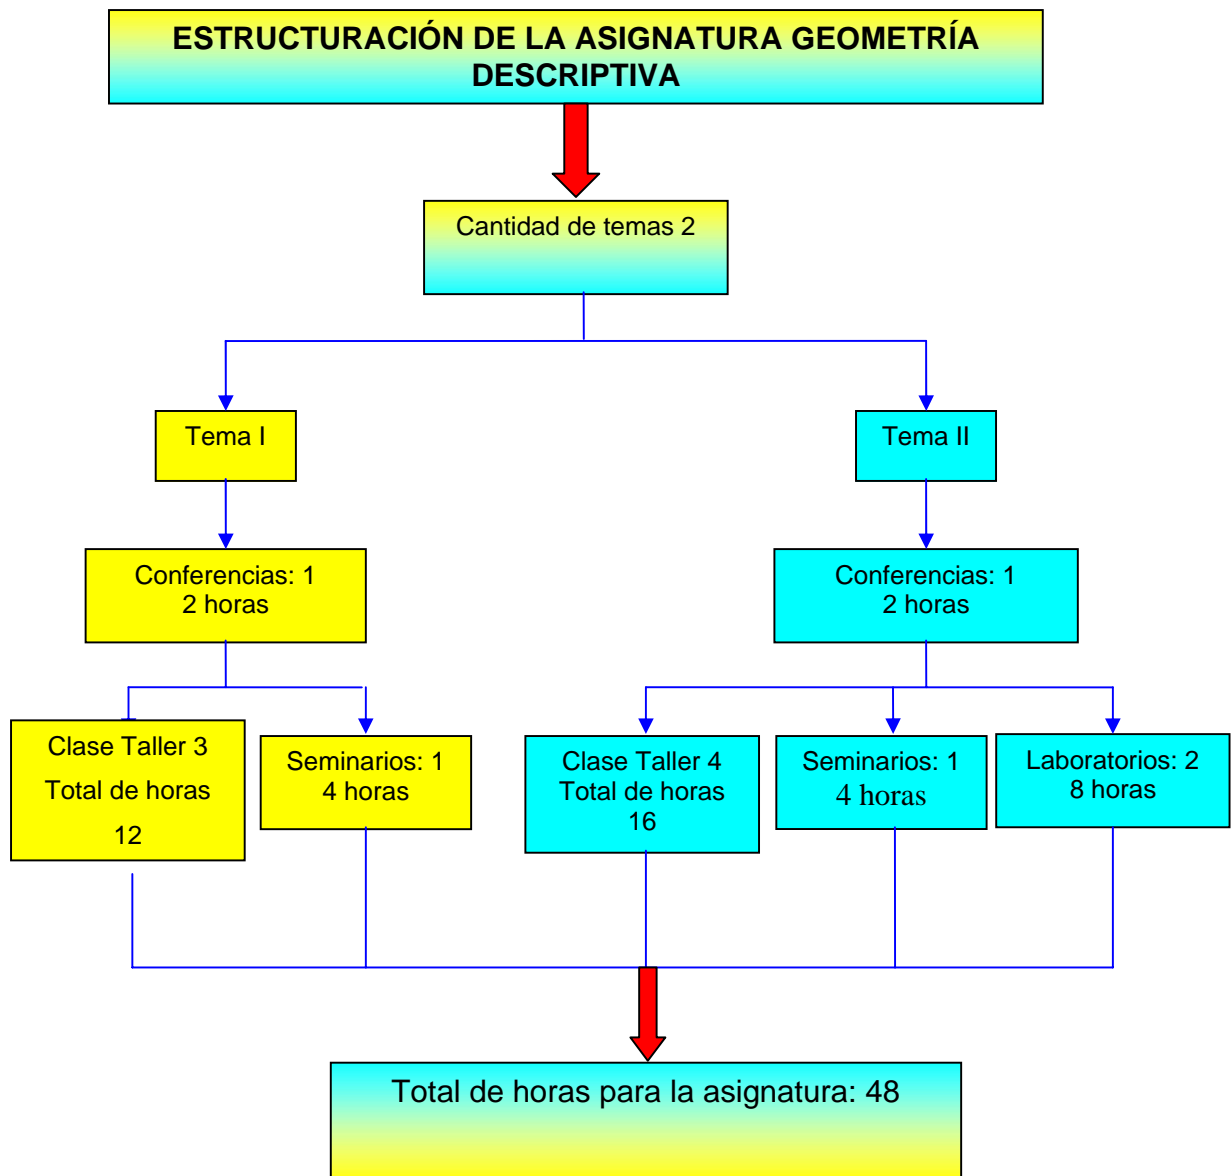 ESTRUCTURACIÓN DE LA ASIGNATURA GEOMETRÍA
DESCRIPTIVA
Cantidad de temas 2
Tema I
Tema II
Conferencias: 1
2 horas
Conferencias: 1
2 horas
Clase Taller 3
Total de horas
12
Seminarios: 1
4 horas
Clase Taller 4
Total de horas
16
Seminarios: 1
4 horas
Laboratorios: 2
8 horas
Total de horas para la asignatura: 48